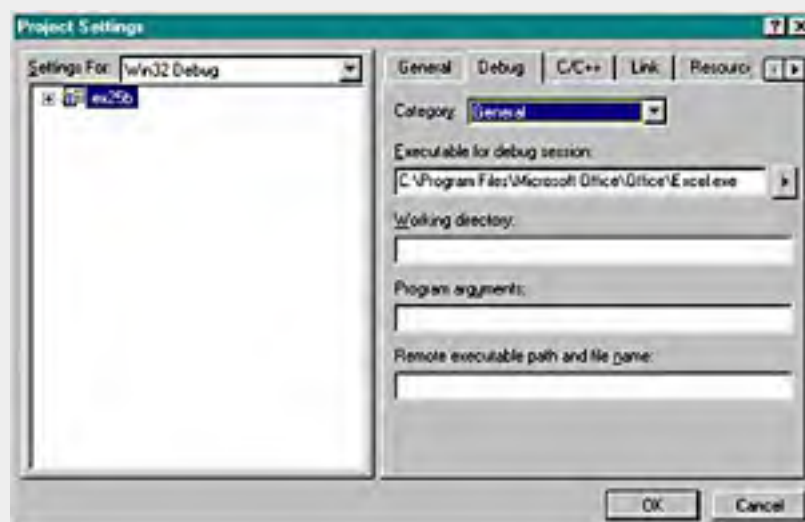 Project Settings
Settings For: Win32 Debug
ex25b
General Debug C/C++ Link Resourc
Category: General
Executable for debug session:
C:\Program Files\Microsoft Office\Office\Excel.exe
Working directory:
Program arguments:
Remote executable path and file name:
OK Cancel